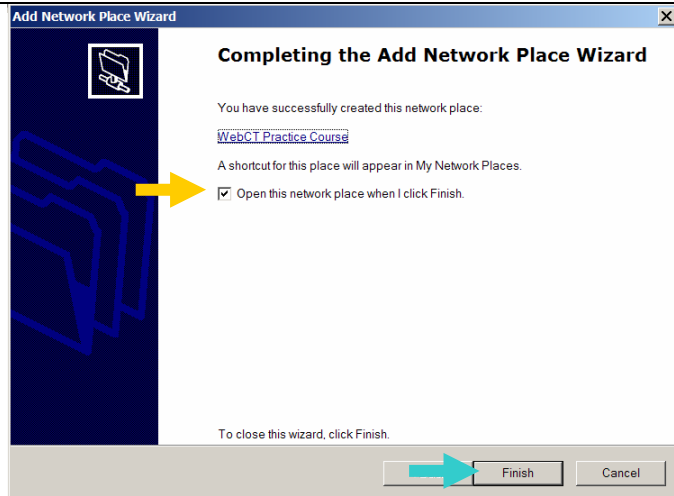 Add Network Place Wizard
Completing the Add Network Place Wizard
You have successfully created this network place:
WebCT Practice Course
A shortcut for this place will appear in My Network Places.
Open this network place when I click Finish.
To close this wizard, click Finish.
Finish Cancel